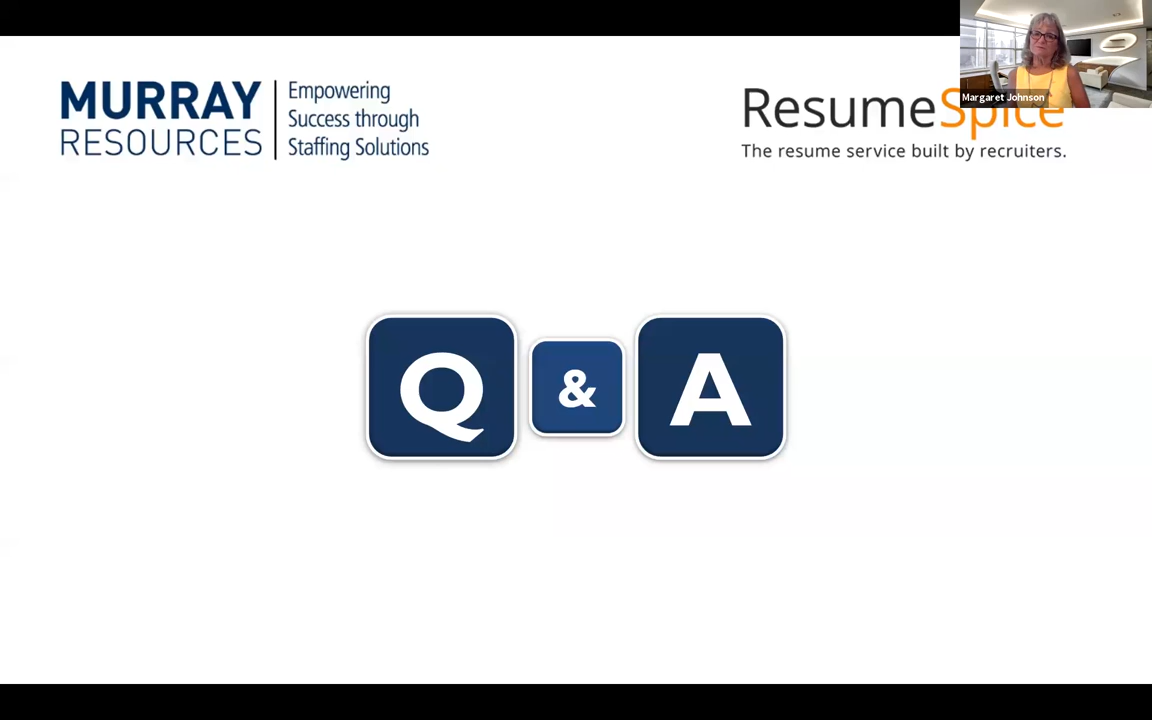 MURRAY
RESOURCES
Empowering
Success through
Staffing Solutions
ResumeSpice
The resume service built by recruiters.
Margaret Johnson
Q & A